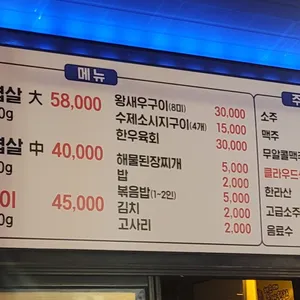 메뉴
살 大 58,000
0g
살 中 40,000
0g
이 45,000
0g
왕새우구이(8미) 30,000
수제소시지구이(4개) 15,000
한우육회 30,000
해물된장찌개 5,000
밥 2,000
볶음밥(1-2인) 5,000
김치 2,000
고사리 2,000
주
소주
맥주
무알콜맥주
클라우드
한라산
고급소주
음료수